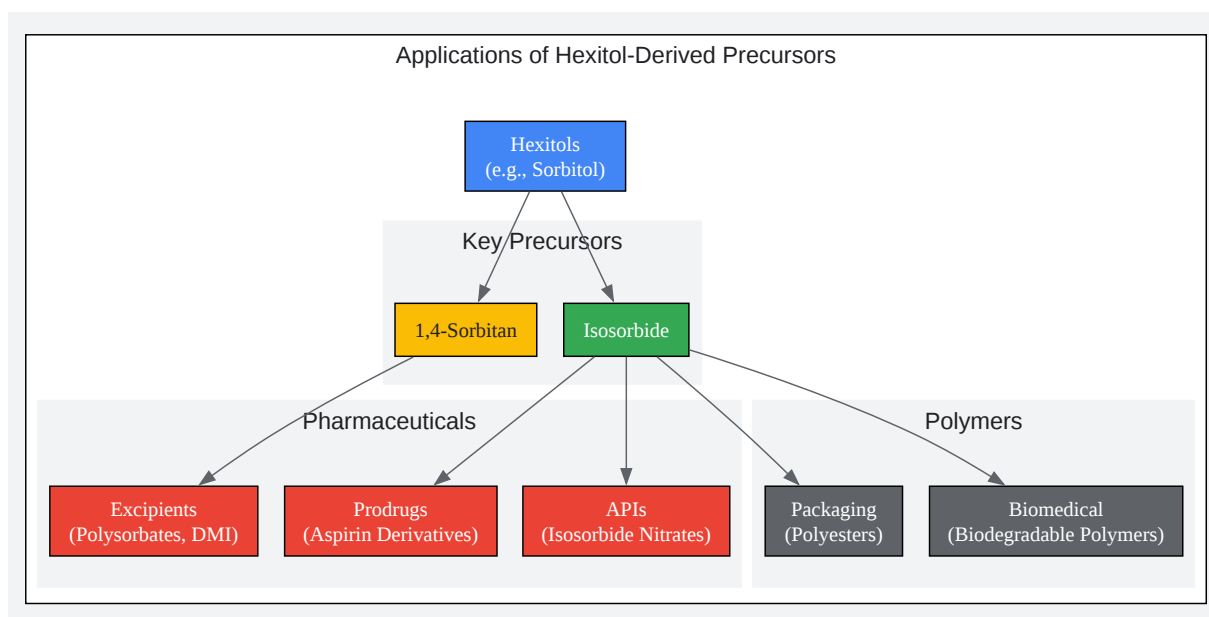 Applications of Hexitol-Derived Precursors
Hexitols
(e.g., Sorbitol)
Key Precursors
1,4-Sorbitan
Isosorbide
Pharmaceuticals
Polymers
Excipients
(Polysorbates, DMI)
Prodrugs
(Aspirin Derivatives)
APIs
(Isosorbide Nitrates)
Packaging
(Polyesters)
Biomedical
(Biodegradable Polymers)